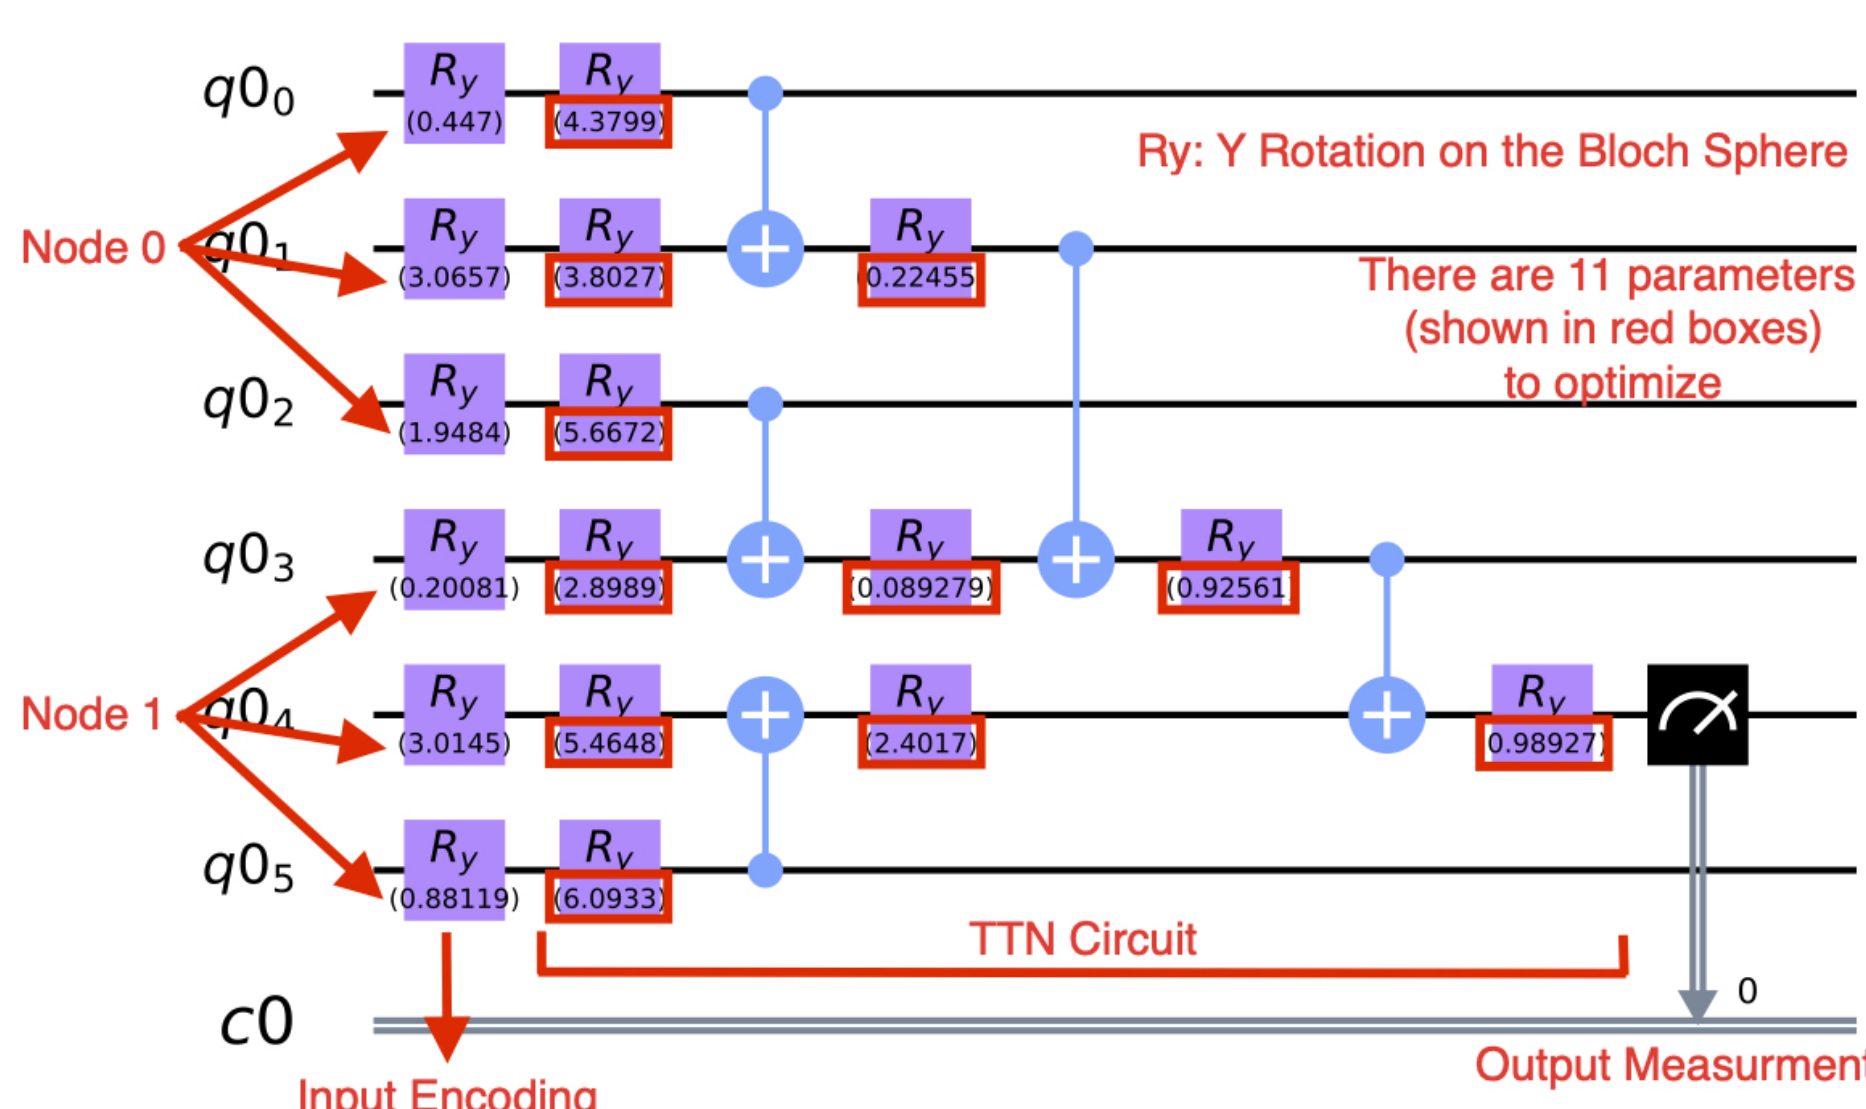 q0₀ Ry Ry
(0.447) (4.3799)
Ry: Y Rotation on the Bloch Sphere
Node 0 q0₁ Ry Ry Ry
(3.0657) (3.8027) 0.22455
There are 11 parameters
(shown in red boxes)
to optimize
q0₂ Ry Ry
(1.9484) (5.6672)
q0₃ Ry Ry Ry Ry
(0.20081) (2.8989) (0.089279) (0.92561)
Node 1 q0₄ Ry Ry Ry Ry
(3.0145) (5.4648) (2.4017) 0.98927)
q0₅ Ry Ry
(0.88119) (6.0933)
TTN Circuit
c0 0
Output Measurment
Input Encoding